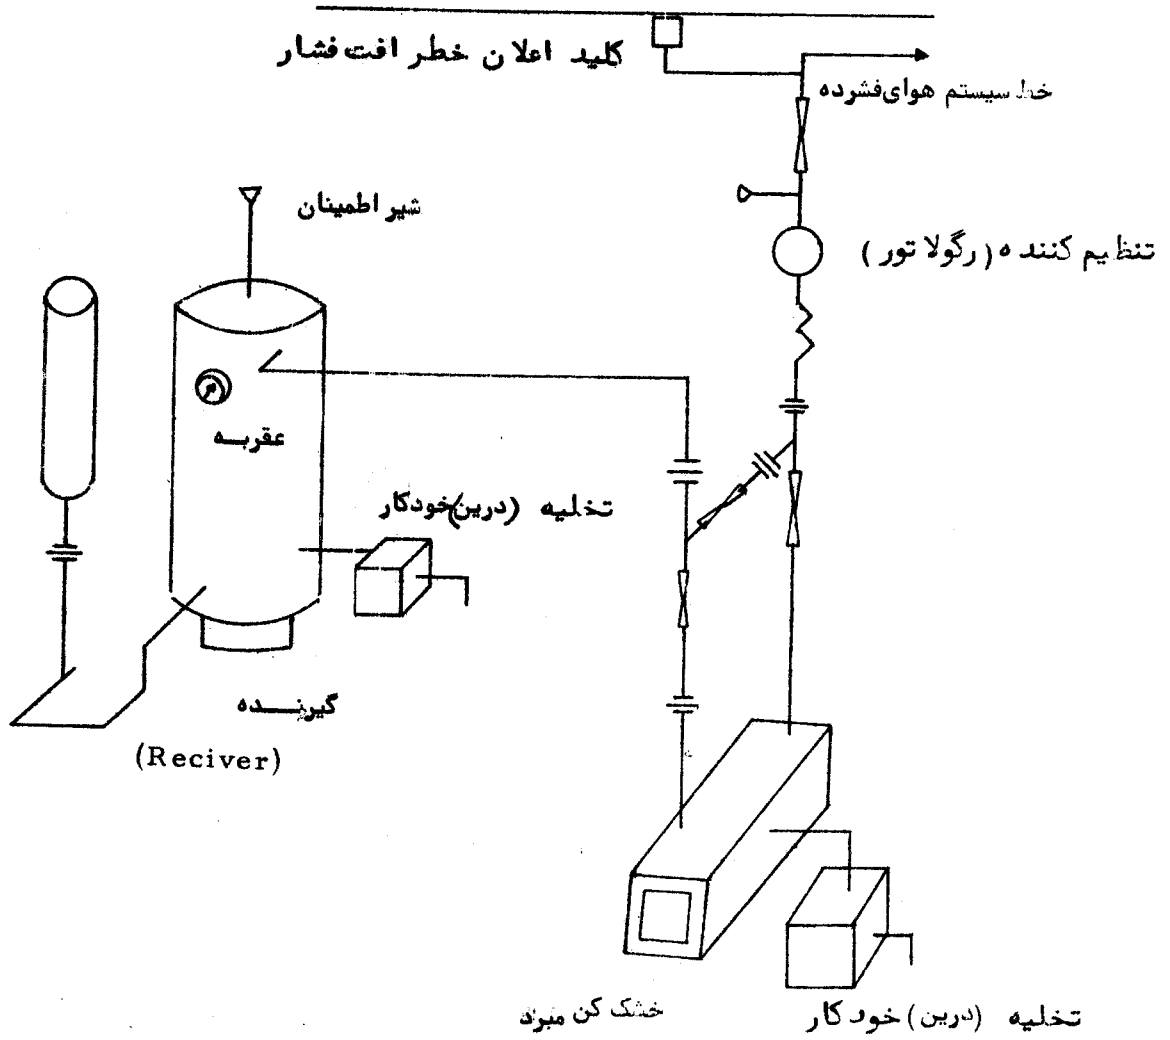 کلید اعلان خطر افت فشار
خط سیستم هوای فشرده
شیر اطمینان
تنظیم کننده (رگولاتور)
عقربه
تخلیه (درین) خودکار
گیرنده
(Reciver)
خشک کن مبرد
تخلیه (درین) خودکار